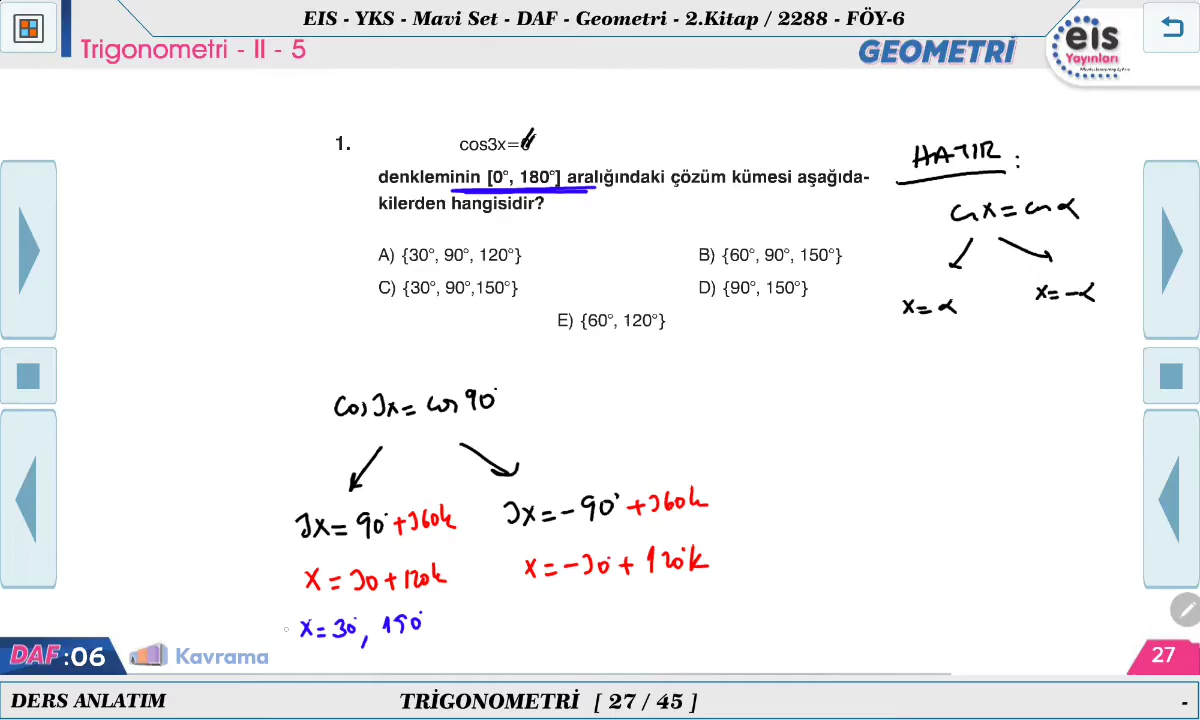 EIS - YKS - Mavi Set - DAF - Geometri - 2.Kitap / 2288 - FÖY-6
Trigonometri - II - 5
GEOMETRİ
eis
Yayınları
1.
cos3x=
denkleminin [0°, 180°] aralığındaki çözüm kümesi aşağıda-
kilerden hangisidir?
A) {30°, 90°, 120°}
B) {60°, 90°, 150°}
C) {30°, 90°,150°}
D) {90°, 150°}
E) {60°, 120°}
HATIR :
cosx = cosα
x = α
x = -α
cos3x = cos90°
3x = 90° + 360k
3x = -90° + 360k
x = 30 + 120k
x = -30° + 120°k
x = 30°, 150°
DAF:06
Kavrama
27
DERS ANLATIM
TRİGONOMETRİ [ 27 / 45 ]
-